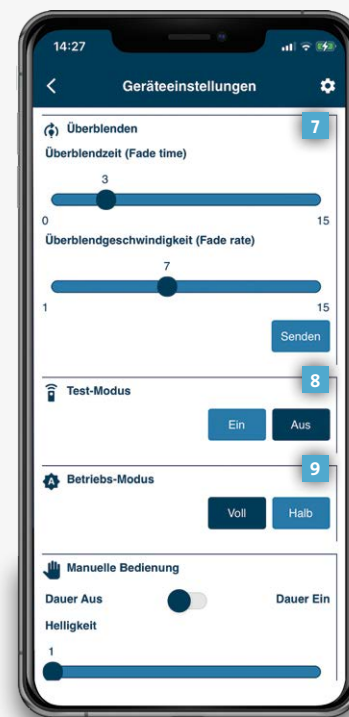 14:27
Geräteeinstellungen
7
Überblenden
Überblendzeit (Fade time)
3
0 15
Überblendgeschwindigkeit (Fade rate)
7
1 15
Senden
8
Test-Modus
Ein Aus
9
A Betriebs-Modus
Voll Halb
Manuelle Bedienung
Dauer Aus Dauer Ein
Helligkeit
1